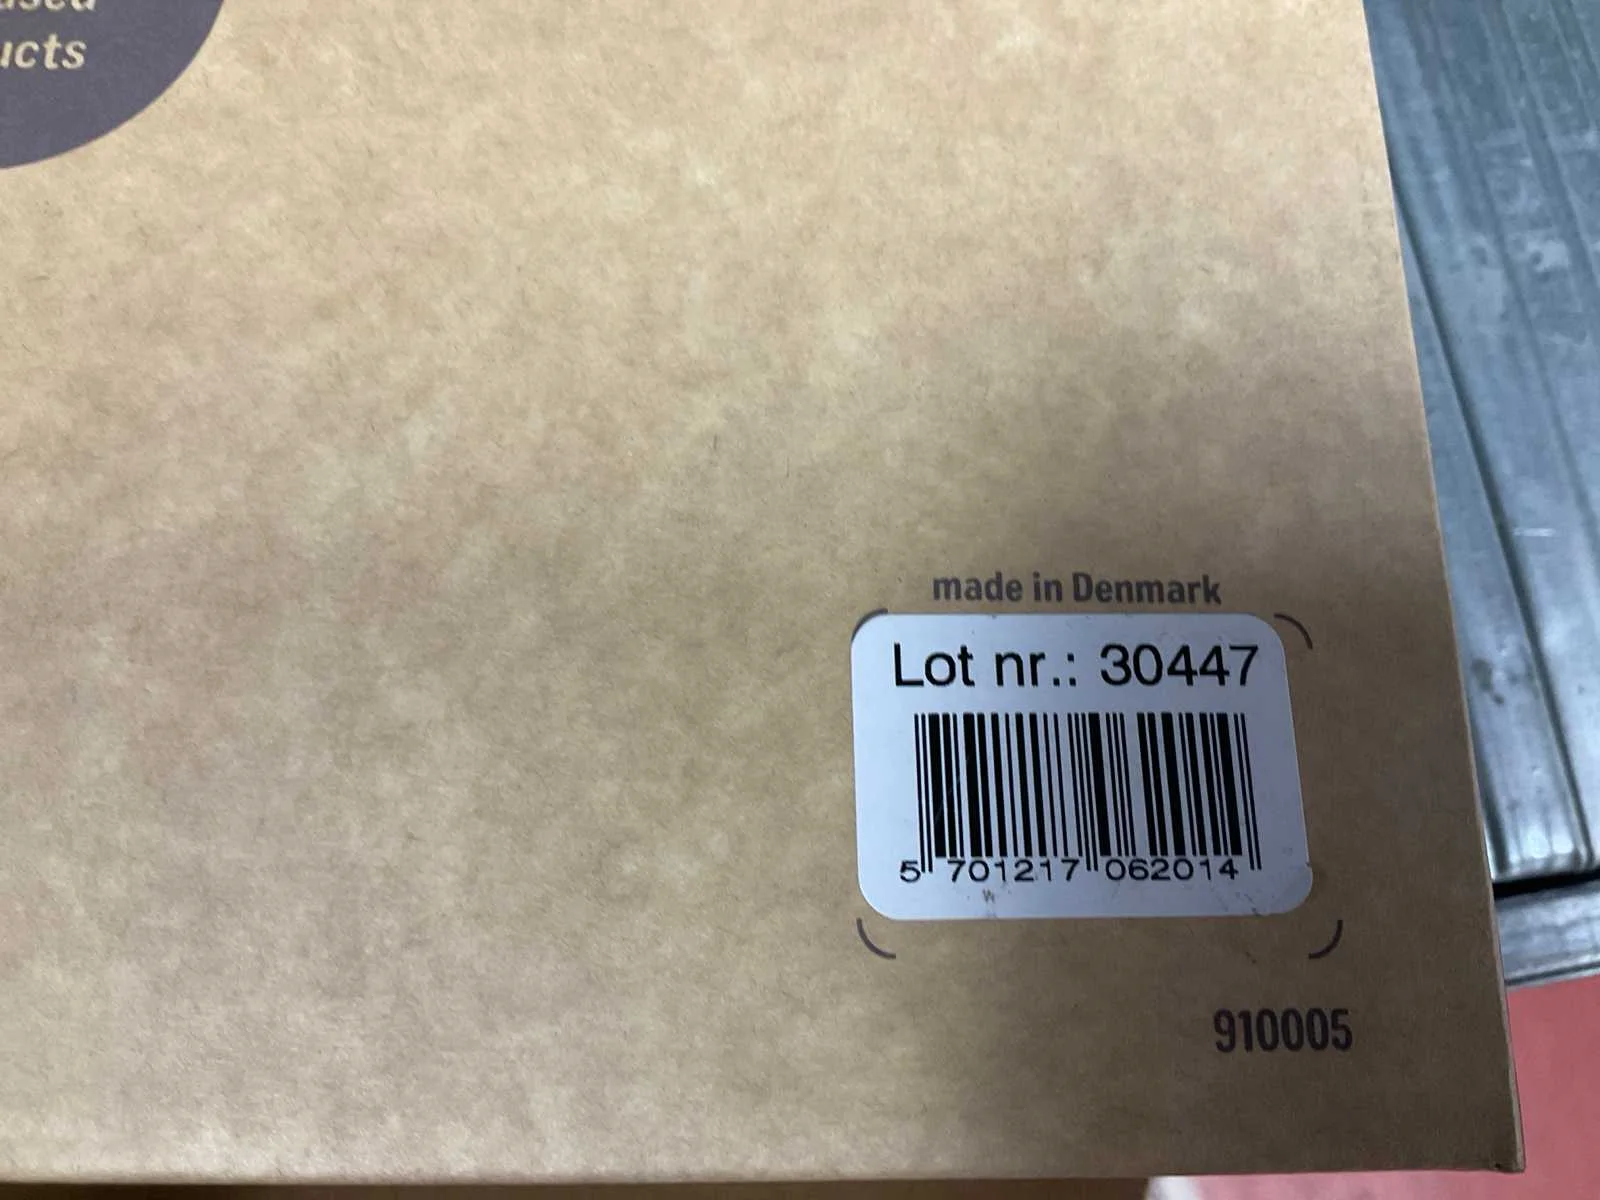 ucts
made in Denmark
Lot nr.: 30447
5 701217 062014
910005